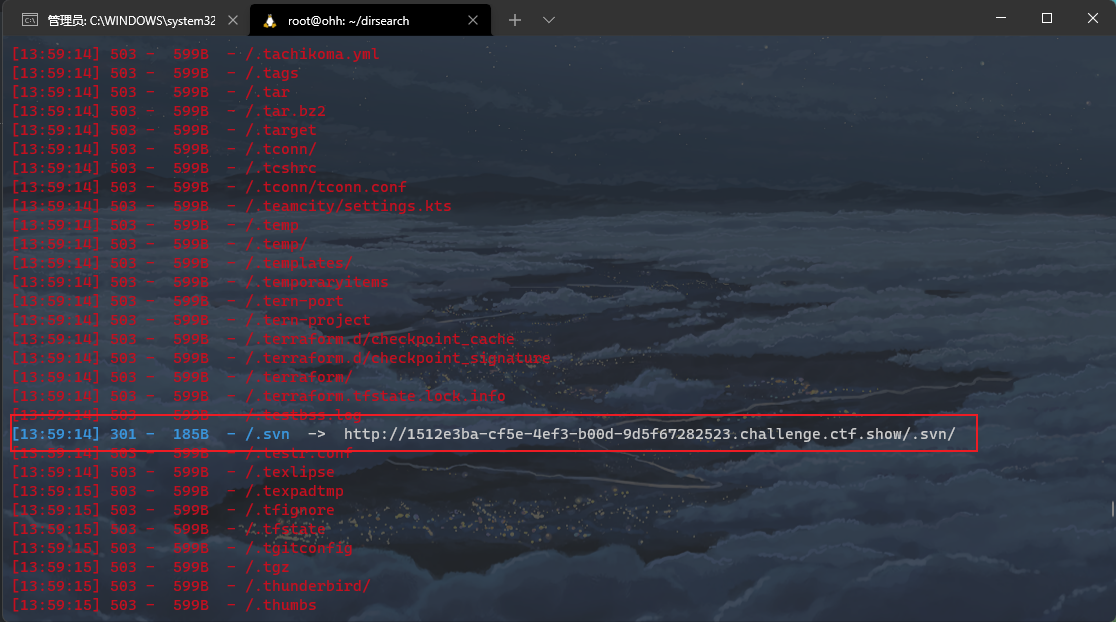 管理员: C:\WINDOWS\system32
root@ohh: ~/dirsearch
[13:59:14] 503 - 599B - /.tachikoma.yml
[13:59:14] 503 - 599B - /.tags
[13:59:14] 503 - 599B - /.tar
[13:59:14] 503 - 599B - /.tar.bz2
[13:59:14] 503 - 599B - /.target
[13:59:14] 503 - 599B - /.tconn/
[13:59:14] 503 - 599B - /.tcshrc
[13:59:14] 503 - 599B - /.tconn/tconn.conf
[13:59:14] 503 - 599B - /.teamcity/settings.kts
[13:59:14] 503 - 599B - /.temp
[13:59:14] 503 - 599B - /.temp/
[13:59:14] 503 - 599B - /.templates/
[13:59:14] 503 - 599B - /.temporaryitems
[13:59:14] 503 - 599B - /.tern-port
[13:59:14] 503 - 599B - /.tern-project
[13:59:14] 503 - 599B - /.terraform.d/checkpoint_cache
[13:59:14] 503 - 599B - /.terraform.d/checkpoint_signature
[13:59:14] 503 - 599B - /.terraform/
[13:59:14] 503 - 599B - /.terraform.tfstate.lock.info
[13:59:14] 503 - 599B - /.testbss.log
[13:59:14] 301 - 185B - /.svn -> http://1512e3ba-cf5e-4ef3-b00d-9d5f67282523.challenge.ctf.show/.svn/
[13:59:14] 503 - 599B - /.testr.conf
[13:59:14] 503 - 599B - /.texlipse
[13:59:15] 503 - 599B - /.texpadtmp
[13:59:15] 503 - 599B - /.tfignore
[13:59:15] 503 - 599B - /.tfstate
[13:59:15] 503 - 599B - /.tgitconfig
[13:59:15] 503 - 599B - /.tgz
[13:59:15] 503 - 599B - /.thunderbird/
[13:59:15] 503 - 599B - /.thumbs